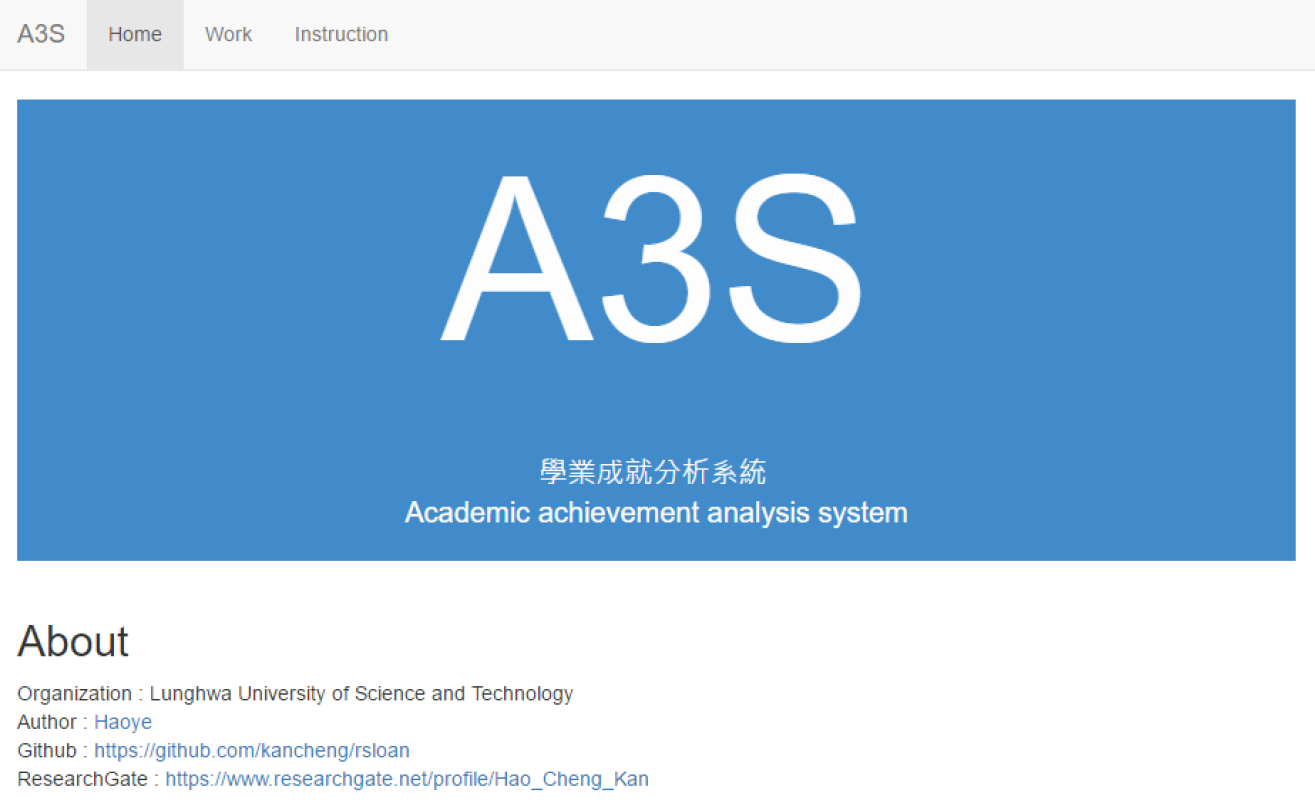 A3S Home Work Instruction
A3S
學業成就分析系統
Academic achievement analysis system
About
Organization : Lunghwa University of Science and Technology
Author : Haoye
Github : https://github.com/kancheng/rsloan
ResearchGate : https://www.researchgate.net/profile/Hao_Cheng_Kan